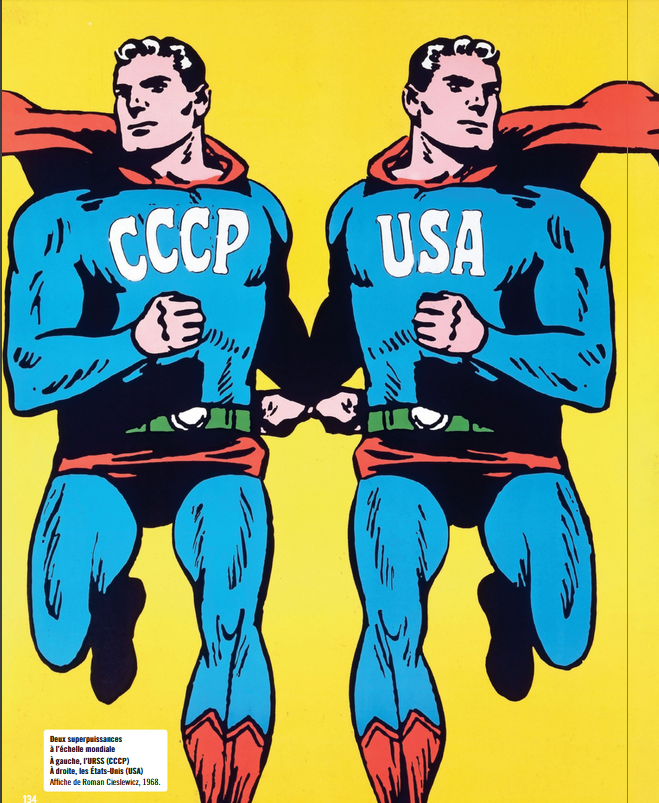 CCCP
USA
Deux superpuissances
à l'échelle mondiale
À gauche, l'URSS (CCCP)
À droite, les États-Unis (USA)
Affiche de Roman Cieslewicz, 1968.
134